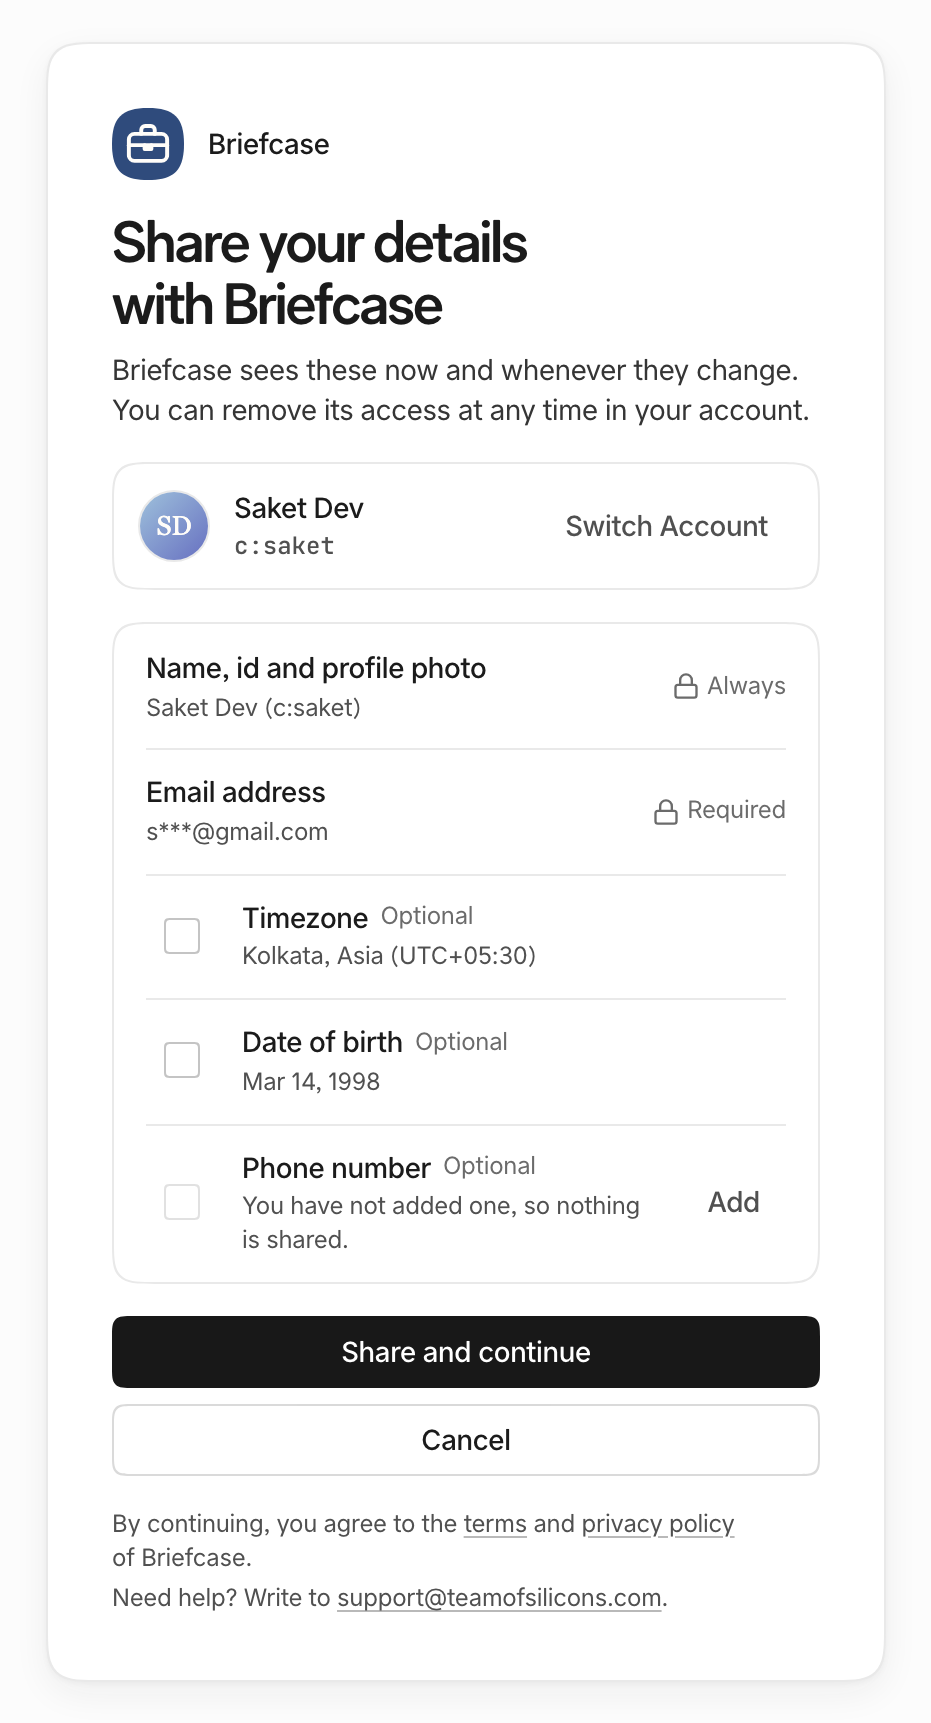 Briefcase
Share your details
with Briefcase
Briefcase sees these now and whenever they change.
You can remove its access at any time in your account.
SD
Saket Dev
c:saket
Switch Account
Name, id and profile photo
Saket Dev (c:saket)
Always
Email address
s***@gmail.com
Required
Timezone Optional
Kolkata, Asia (UTC+05:30)
Date of birth Optional
Mar 14, 1998
Phone number Optional
You have not added one, so nothing
is shared.
Add
Share and continue
Cancel
By continuing, you agree to the terms and privacy policy
of Briefcase.
Need help? Write to support@teamofsilicons.com.